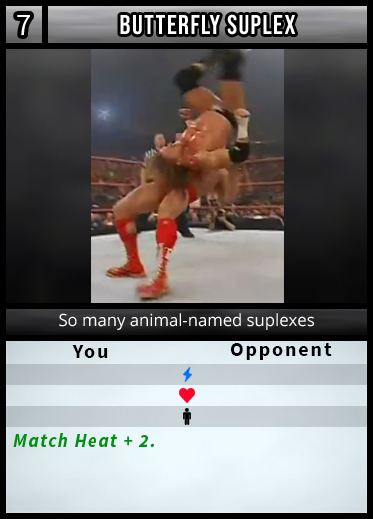 7 BUTTERFLY SUPLEX
So many animal-named suplexes
You Opponent
Match Heat + 2.